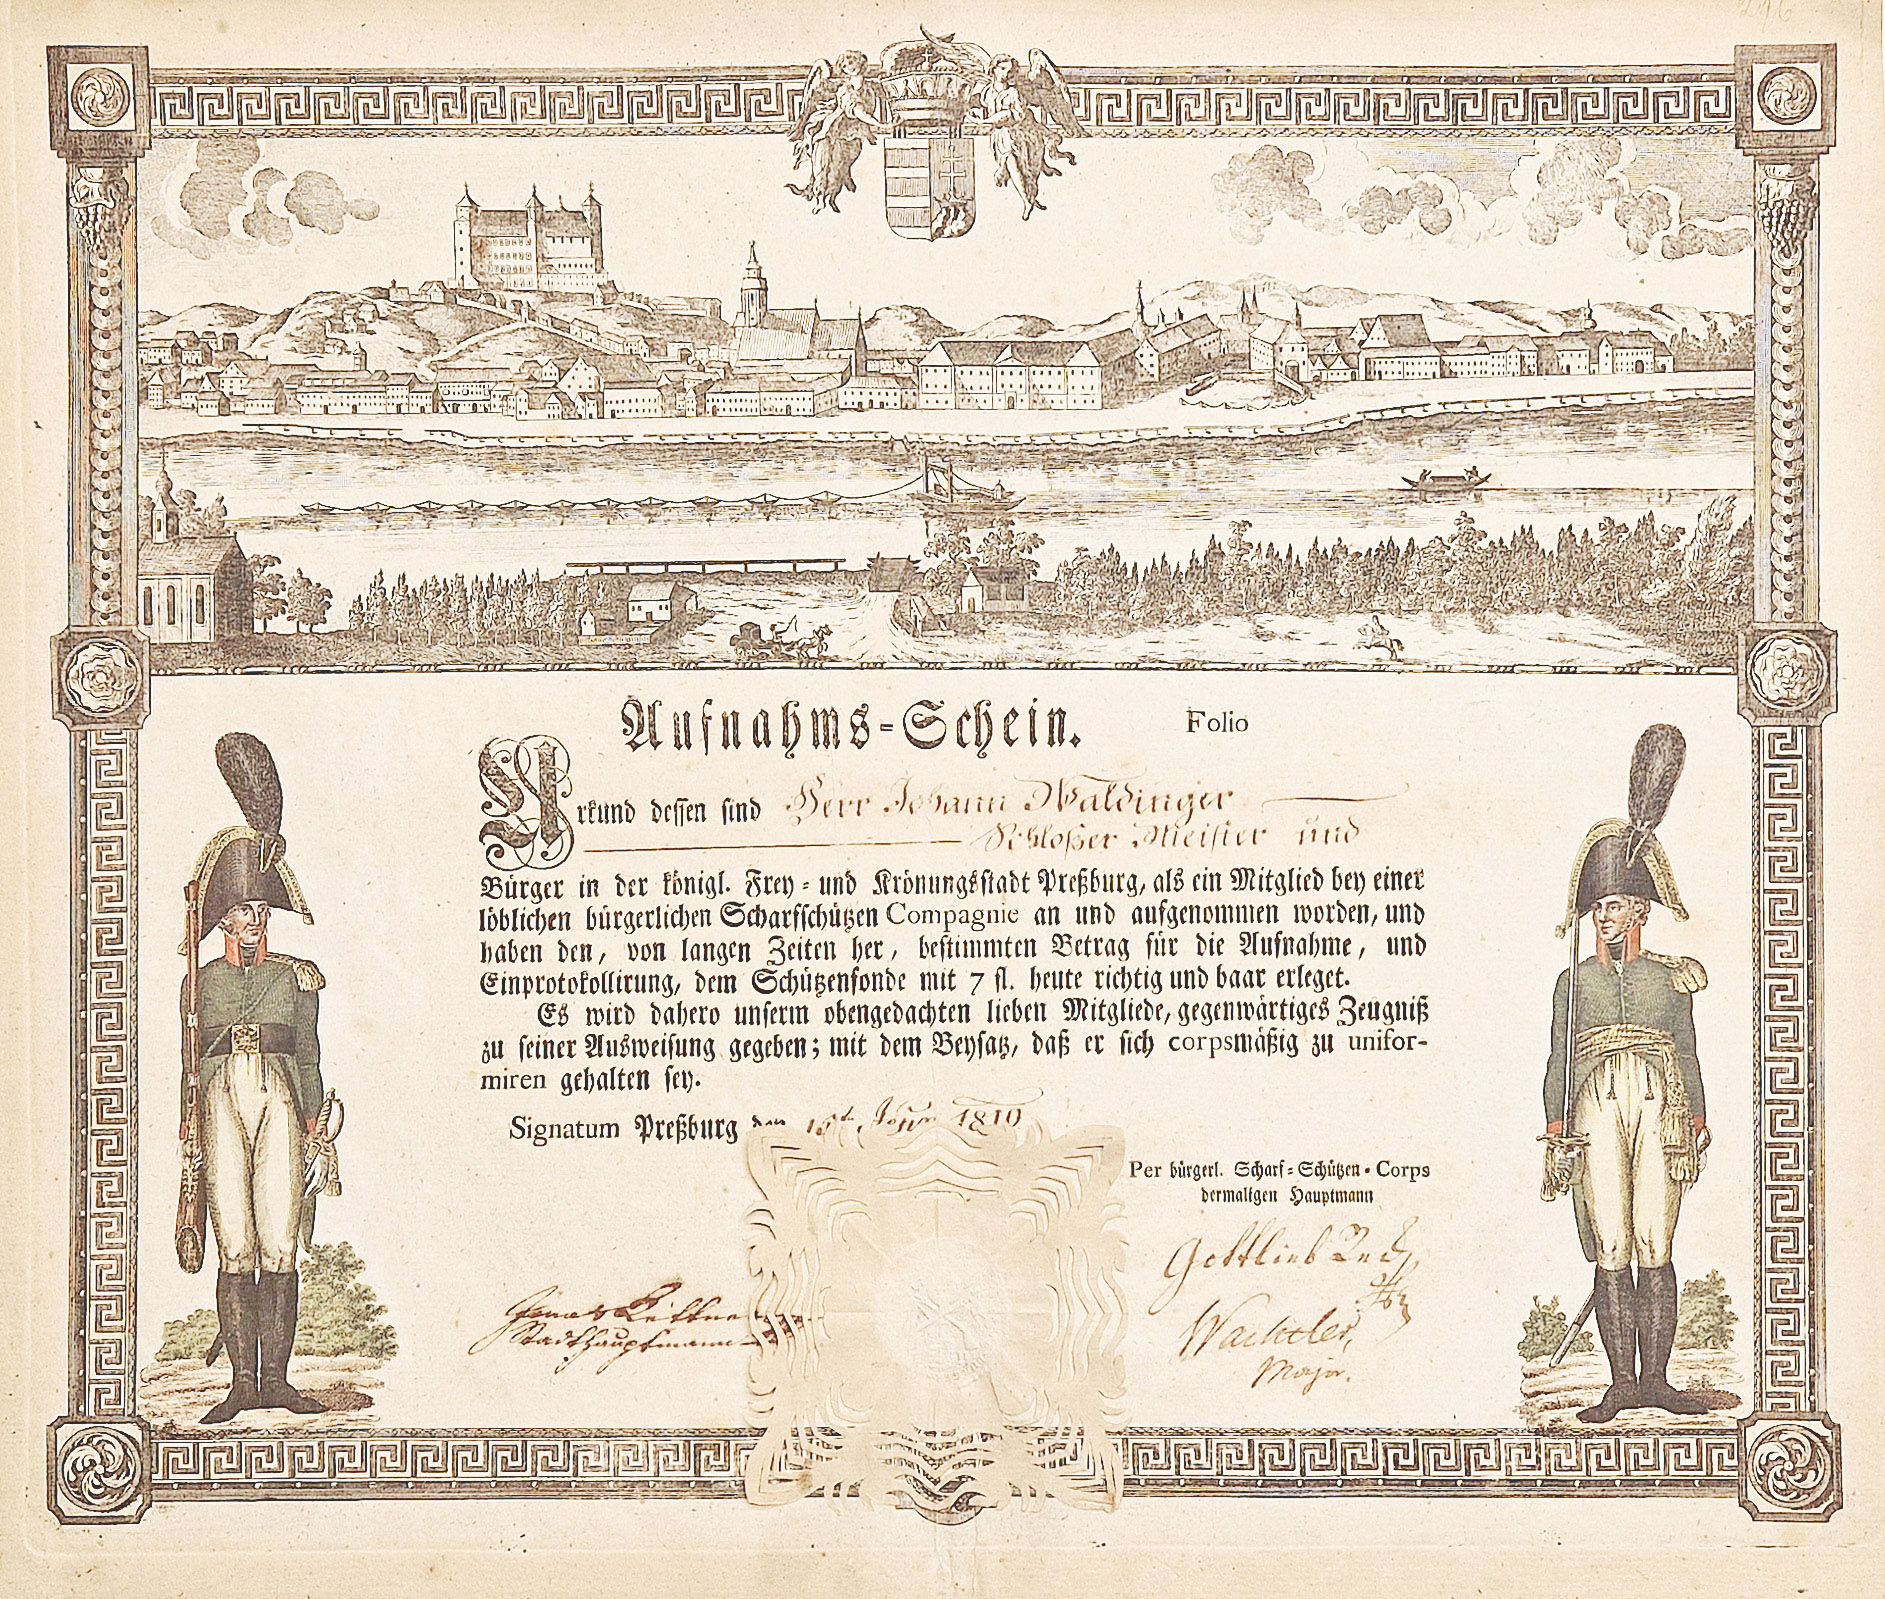 Aufnahms-Schein. Folio
Urkund dessen sind Herr Johann Waldinger
Schloßer Meister und
Bürger in der königl. Frey- und Krönungsstadt Preßburg, als ein Mitglied bey einer
löblichen bürgerlichen Scharfschützen Compagnie an und aufgenommen worden, und
haben den, von langen Zeiten her, bestimmten Betrag für die Aufnahme, und
Einprotokollirung, dem Schützenfonde mit 7 fl. heute richtig und baar erleget.
Es wird dahero unserm obengedachten lieben Mitgliede, gegenwärtiges Zeugniß
zu seiner Ausweisung gegeben; mit dem Beysatz, daß er sich corpsmäßig zu unifor-
miren gehalten sey.
Signatum Preßburg den 1810
Per bürgerl. Scharf-Schützen-Corps
dermaligen Hauptmann
Gottlieb
Stadthauptmann
Wachtler,
Major.